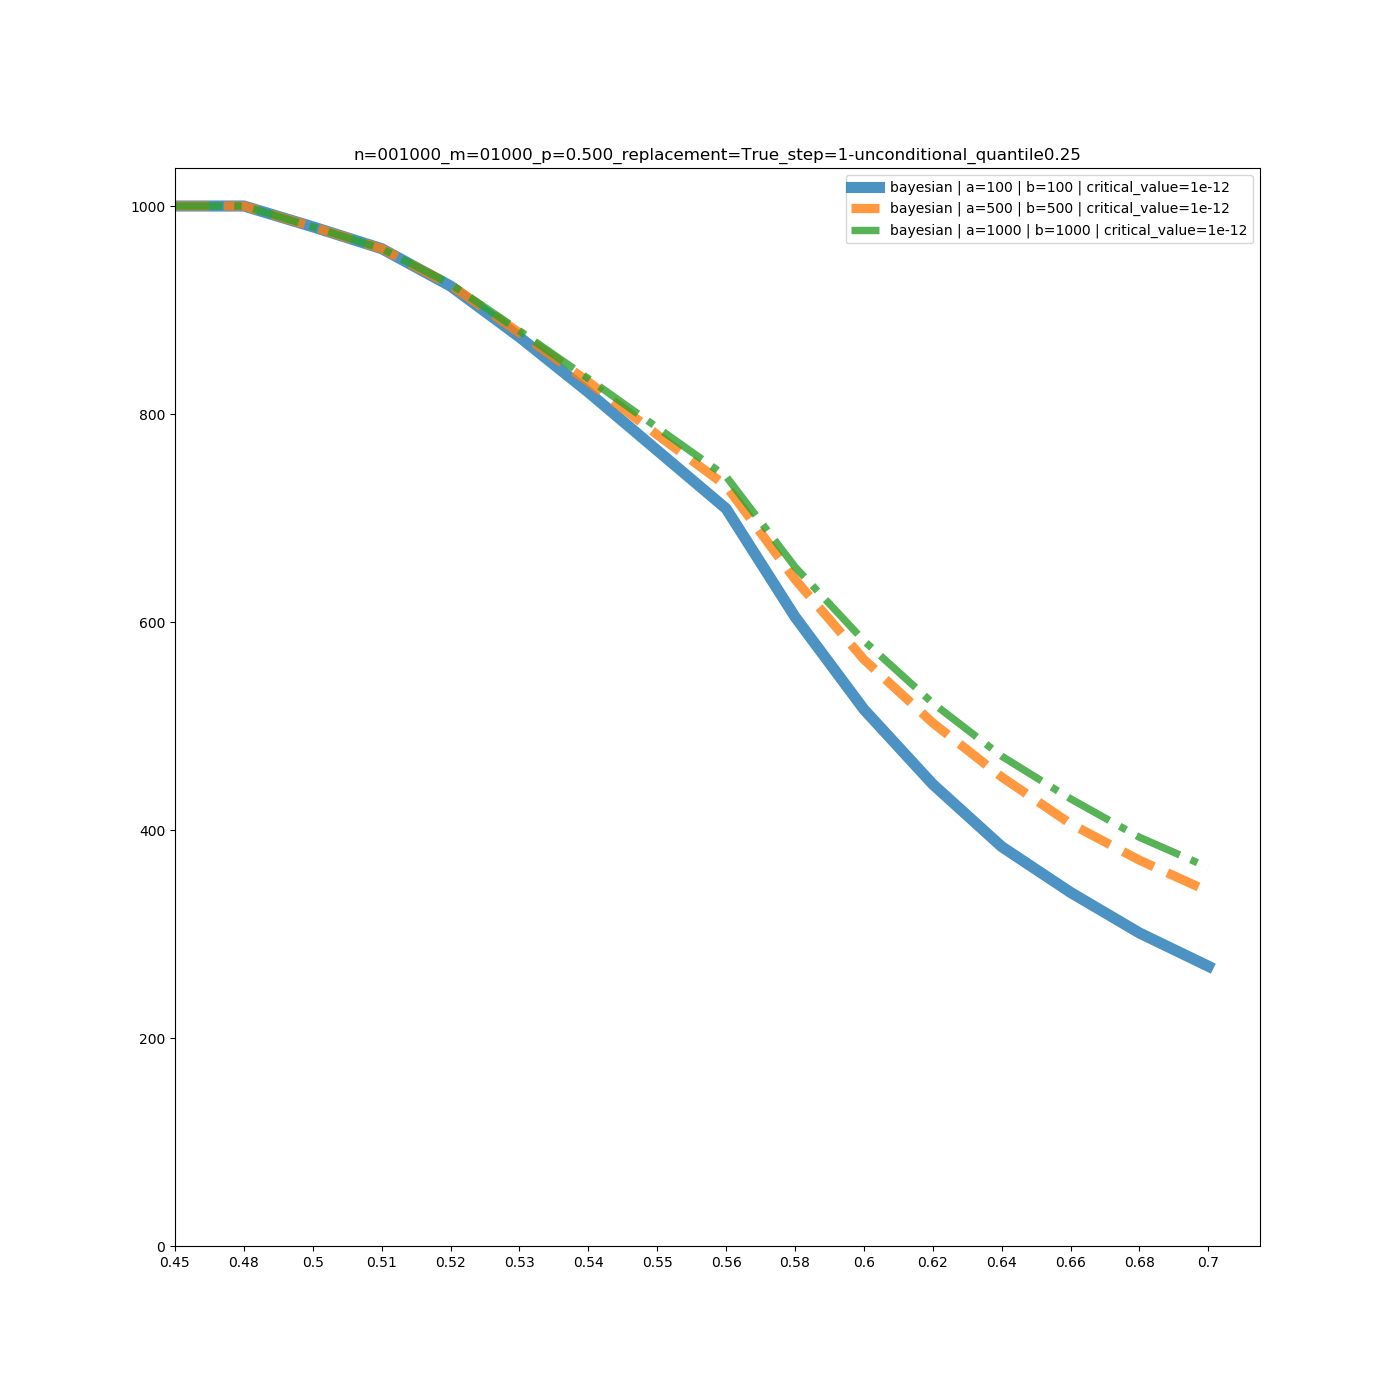 n=001000_m=01000_p=0.500_replacement=True_step=1-unconditional_quantile0.25
bayesian | a=100 | b=100 | critical_value=1e-12
bayesian | a=500 | b=500 | critical_value=1e-12
bayesian | a=1000 | b=1000 | critical_value=1e-12
1000
800
600
400
200
0
0.45 0.48 0.5 0.51 0.52 0.53 0.54 0.55 0.56 0.58 0.6 0.62 0.64 0.66 0.68 0.7